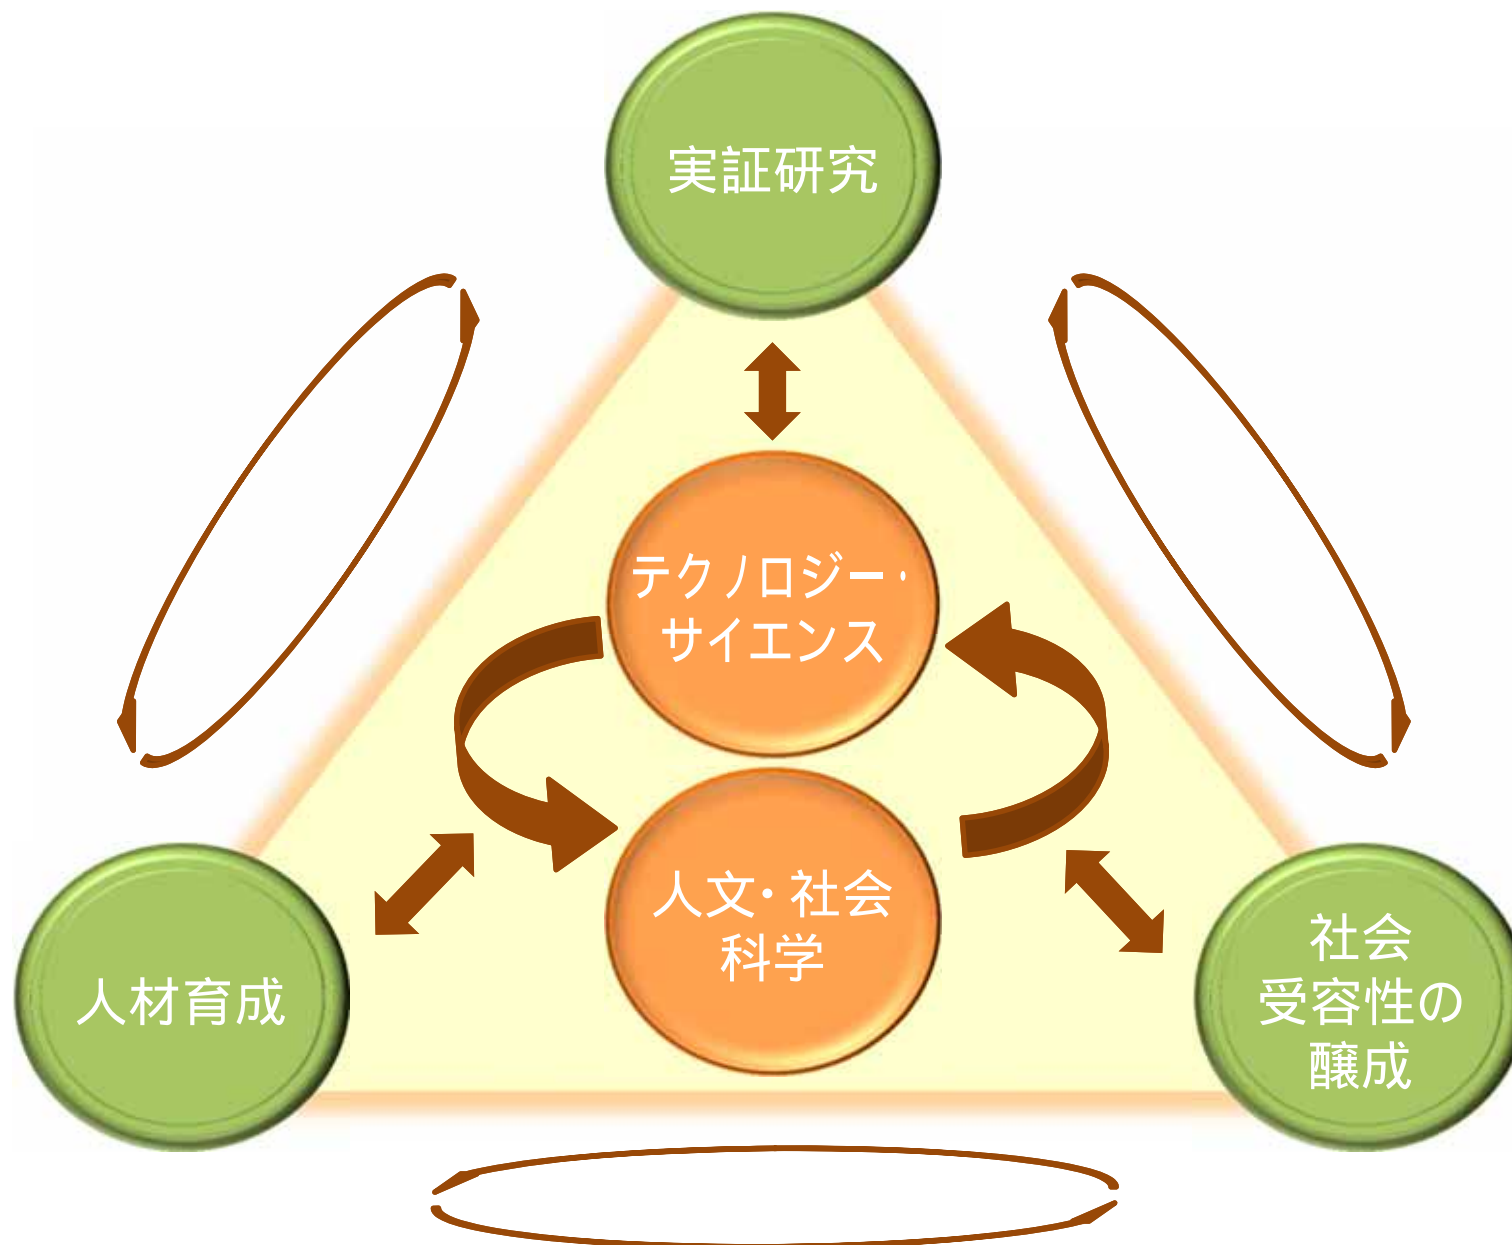 実証研究
テクノロジー・
サイエンス
人文・社会
科学
人材育成
社会
受容性の
醸成